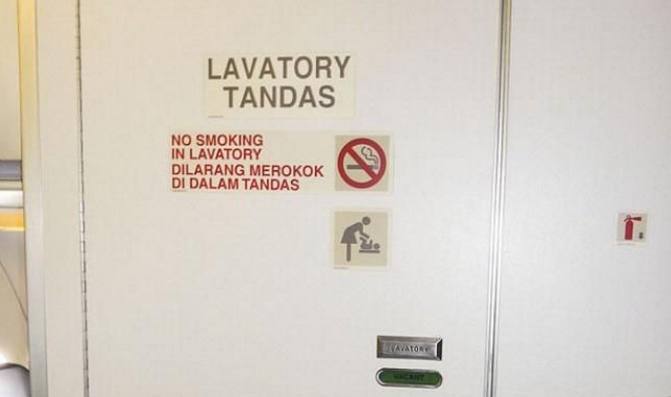 LAVATORY
TANDAS
NO SMOKING
IN LAVATORY
DILARANG MEROKOK
DI DALAM TANDAS
LAVATORY
VACANT